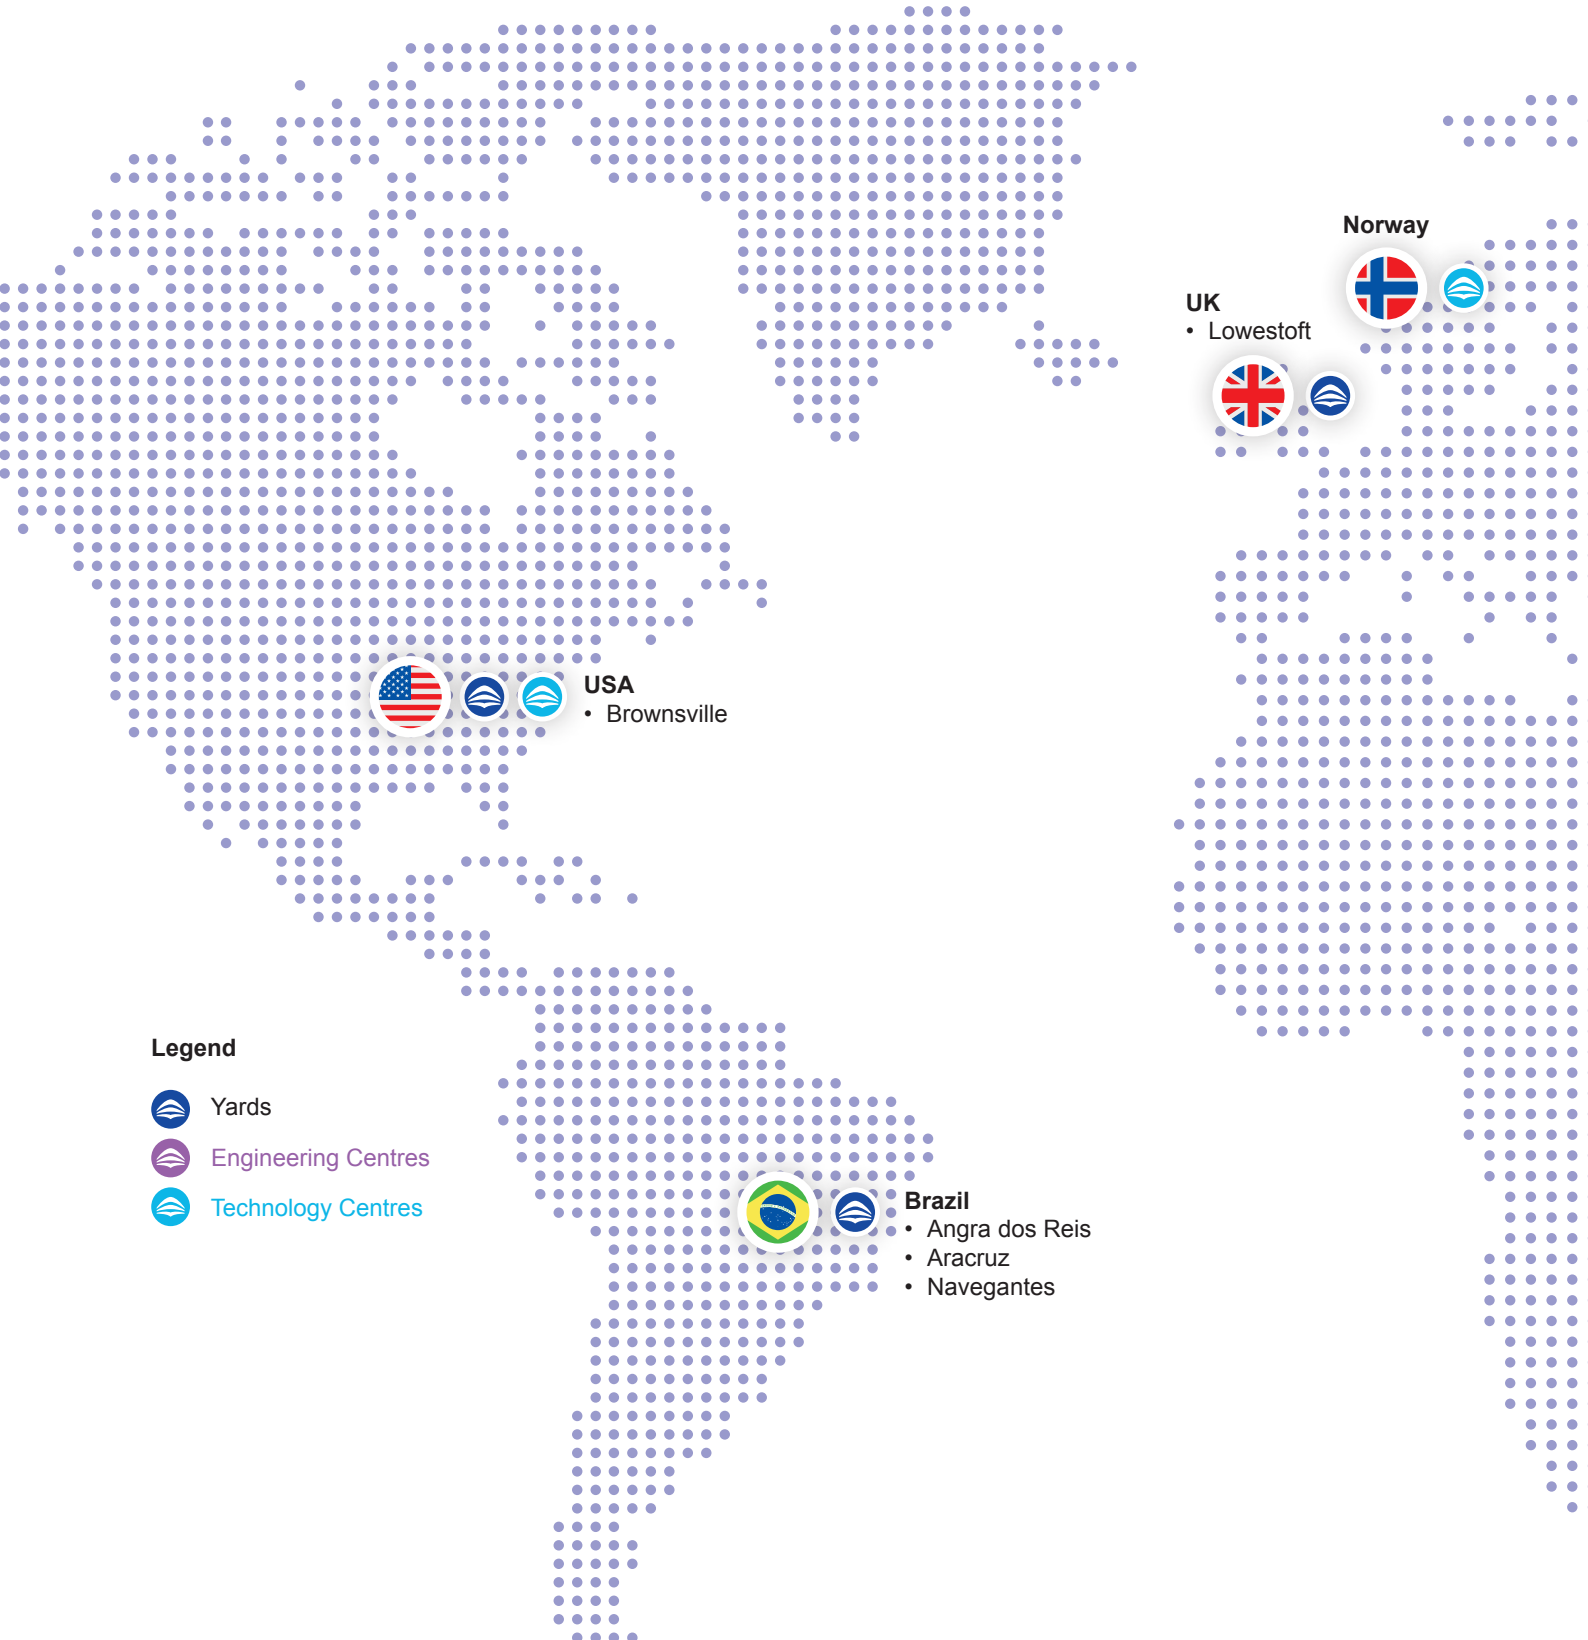 Norway
UK
• Lowestoft
USA
• Brownsville
Legend
Yards
Engineering Centres
Technology Centres
Brazil
• Angra dos Reis
• Aracruz
• Navegantes